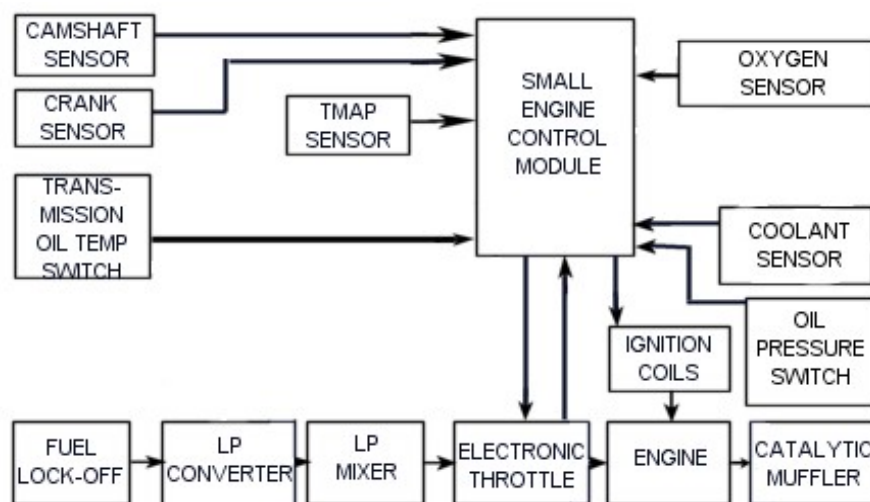 CAMSHAFT
SENSOR
CRANK
SENSOR
TMAP
SENSOR
TRANS-
MISSION
OIL TEMP
SWITCH
SMALL
ENGINE
CONTROL
MODULE
OXYGEN
SENSOR
COOLANT
SENSOR
OIL
PRESSURE
SWITCH
IGNITION
COILS
FUEL
LOCK-OFF
LP
CONVERTER
LP
MIXER
ELECTRONIC
THROTTLE
ENGINE
CATALYTIC
MUFFLER